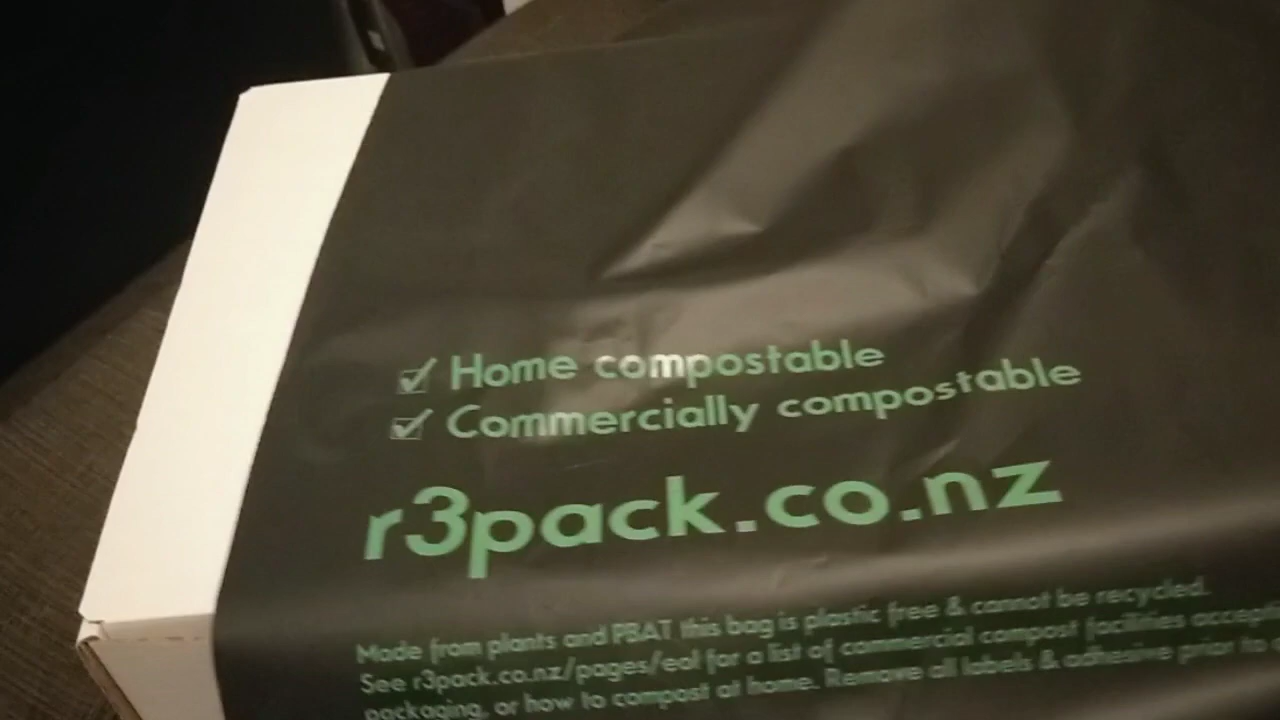 Home compostable
Commercially compostable
r3pack.co.nz
Made from plants and PBAT this bag is plastic free & cannot be recycled.
See r3pack.co.nz/pages/eol for a list of commercial compost facilities accepti
packaging, or how to compost at home. Remove all labels & adhesive prior to